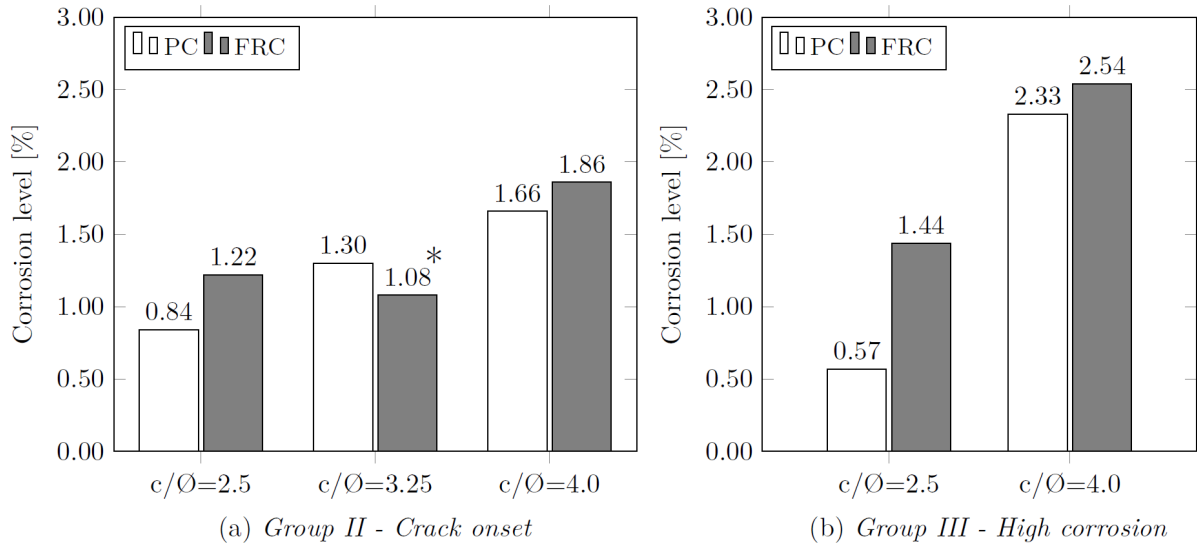 PC FRC
Corrosion level [%]
3.00
2.50
2.00
1.50
1.00
0.50
0.00
0.84
1.22
1.30
1.08
*
1.66
1.86
c/Ø=2.5
c/Ø=3.25
c/Ø=4.0
(a) Group II - Crack onset
PC FRC
Corrosion level [%]
3.00
2.50
2.00
1.50
1.00
0.50
0.00
0.57
1.44
2.33
2.54
c/Ø=2.5
c/Ø=4.0
(b) Group III - High corrosion